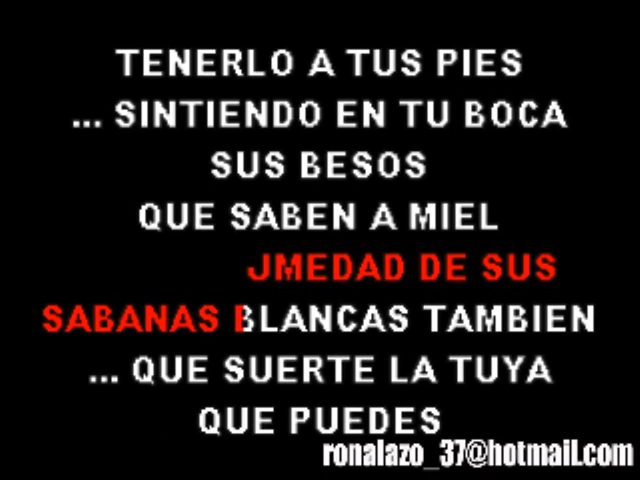 TENERLO A TUS PIES
... SINTIENDO EN TU BOCA
SUS BESOS
QUE SABEN A MIEL
JMEDAD DE SUS
SABANAS BLANCAS TAMBIEN
... QUE SUERTE LA TUYA
QUE PUEDES
ronalazo_37@hotmail.com